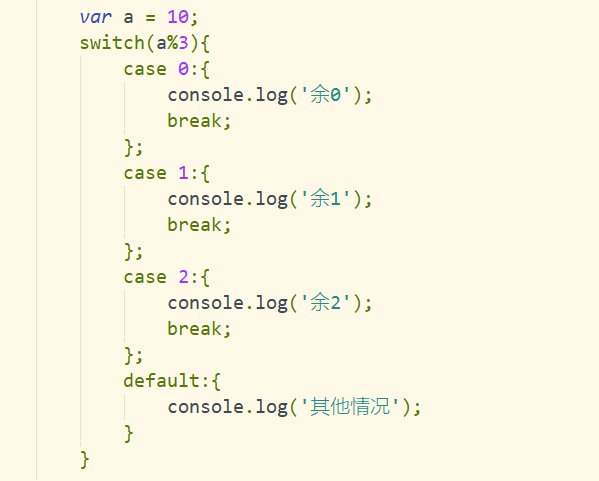 var a = 10;
switch(a%3){
case 0:{
console.log('余0');
break;
};
case 1:{
console.log('余1');
break;
};
case 2:{
console.log('余2');
break;
};
default:{
console.log('其他情况');
}
}